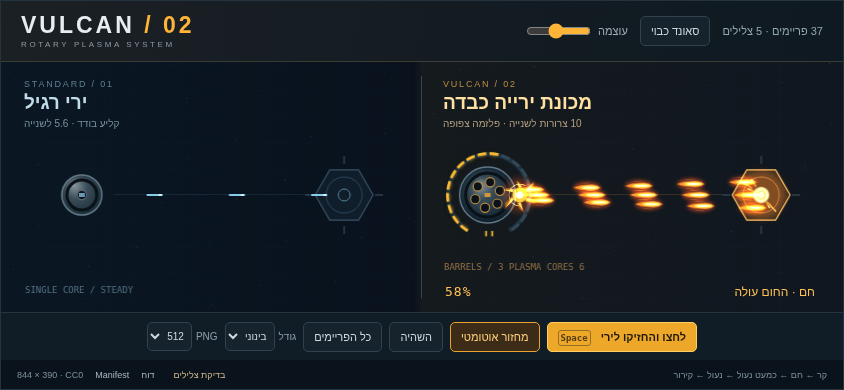 VULCAN / 02
ROTARY PLASMA SYSTEM
37 פריימים · 5 צלילים
סאונד כבוי
עוצמה
STANDARD / 01
ירי רגיל
קליע בודד · 5.6 לשנייה
SINGLE CORE / STEADY
VULCAN / 02
מכונת ירייה כבדה
10 צרורות לשנייה · פלזמה צפופה
BARRELS / 3 PLASMA CORES 6
58%
חם · החום עולה
לחצו והחזיקו לירי Space
מחזור אוטומטי
השהיה
כל הפריימים
גודל בינוני
PNG 512
קר ← חם ← כמעט נעול ← נעול ← קירור
בדיקת צלילים
דוח
Manifest
844 × 390 · CC0